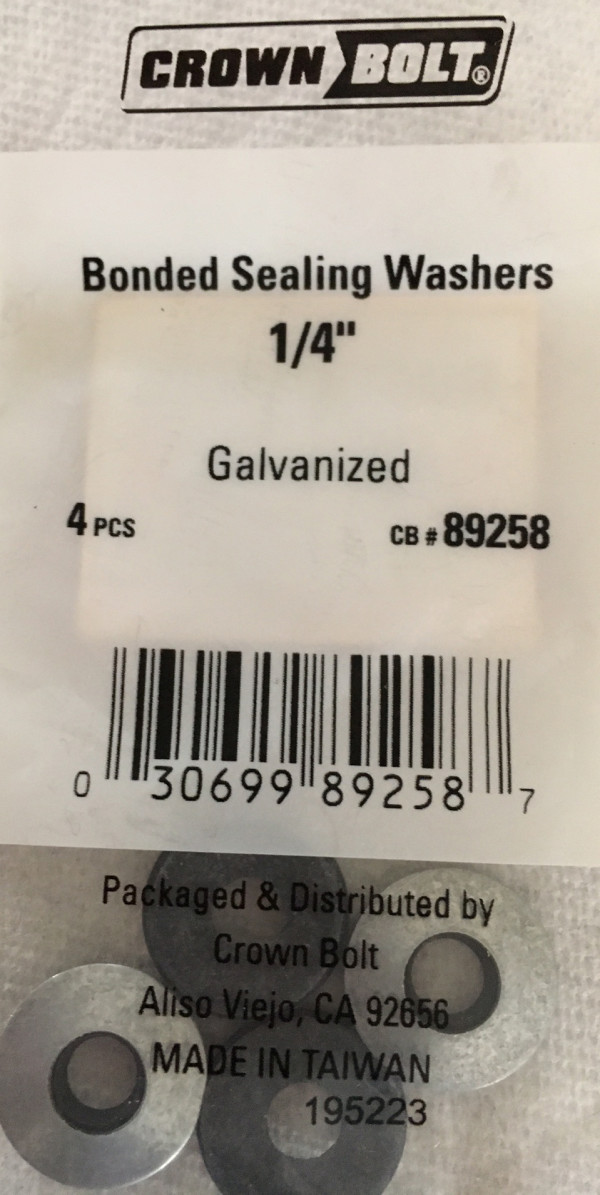 CROWN BOLT®
Bonded Sealing Washers
1/4"
Galvanized
4 PCS CB # 89258
0 30699 89258 7
Packaged & Distributed by
Crown Bolt
Aliso Viejo, CA 92656
MADE IN TAIWAN
195223